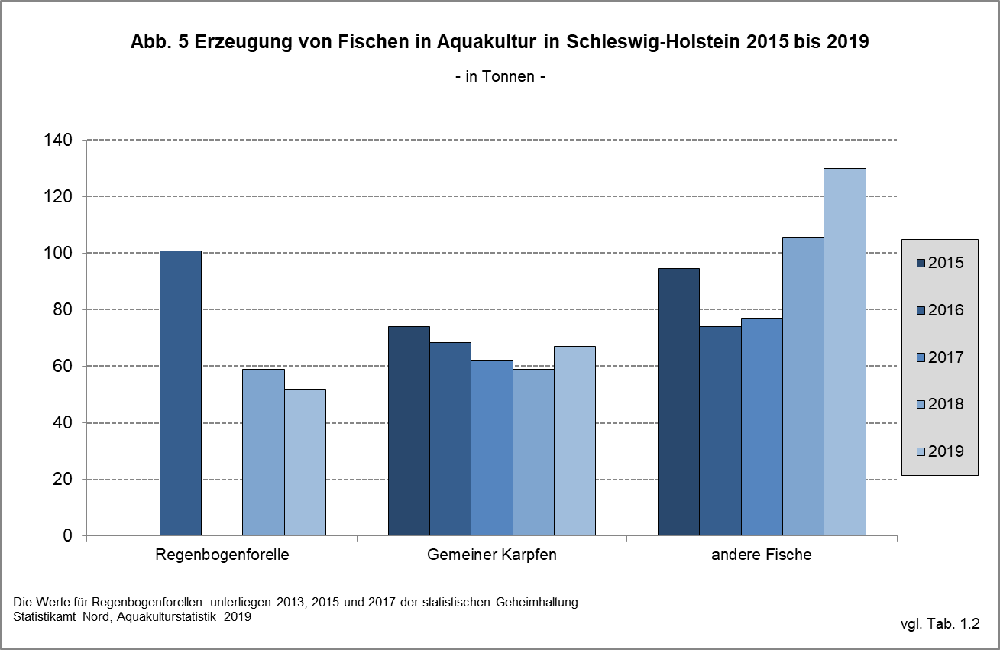 Abb. 5 Erzeugung von Fischen in Aquakultur in Schleswig-Holstein 2015 bis 2019
- in Tonnen -
140
120
100
80
60
40
20
0
Regenbogenforelle
Gemeiner Karpfen
andere Fische
2015
2016
2017
2018
2019
Die Werte für Regenbogenforellen unterliegen 2013, 2015 und 2017 der statistischen Geheimhaltung.
Statistikamt Nord, Aquakulturstatistik 2019
vgl. Tab. 1.2